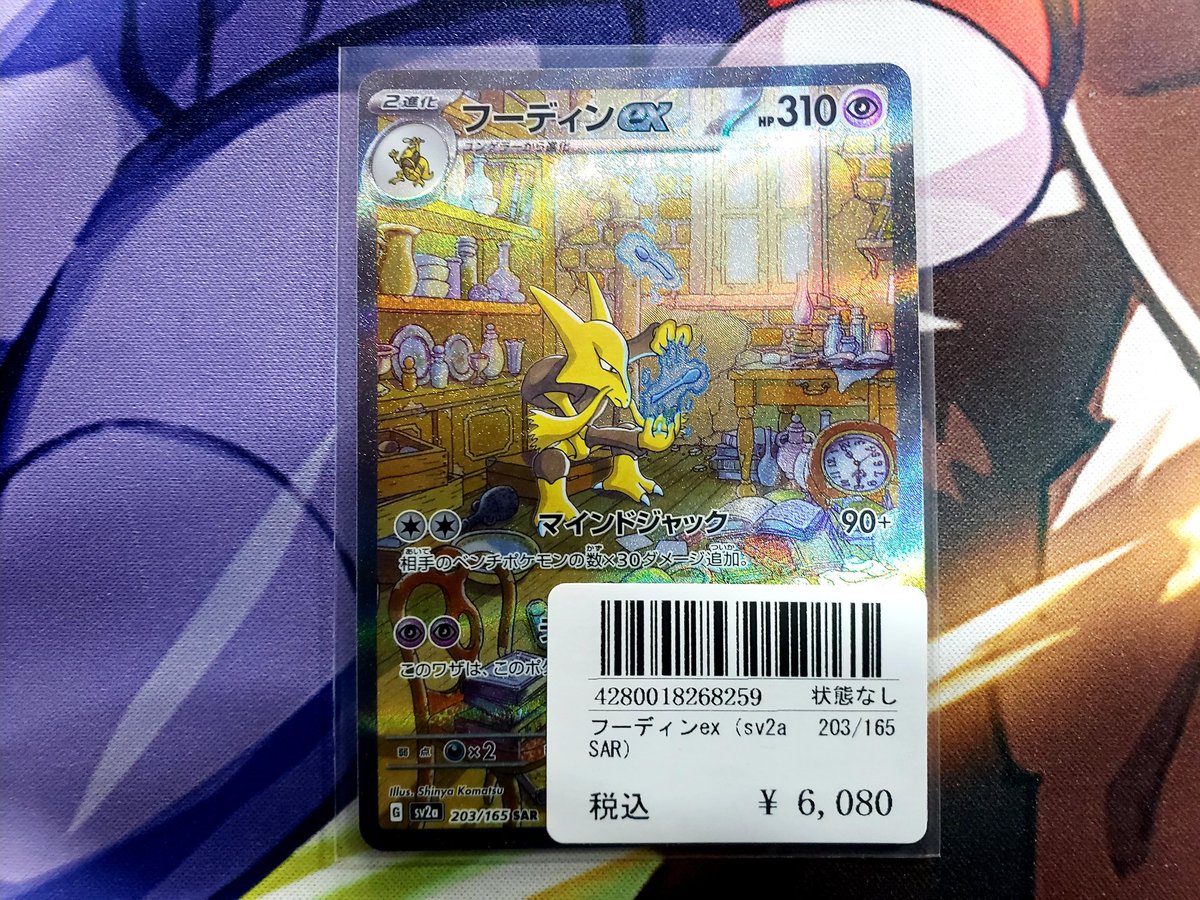 2進化
フーディンex
HP310
ユンゲラーから進化
マインドジャック
90+
相手のベンチポケモンの数×30ダメージ追加。
このワザは、このポケ
弱点
×2
Illus. Shinya Komatsu
G sv2a 203/165 SAR
4280018268259 状態なし
フーディンex (sv2a 203/165
SAR)
税込 ¥ 6,080